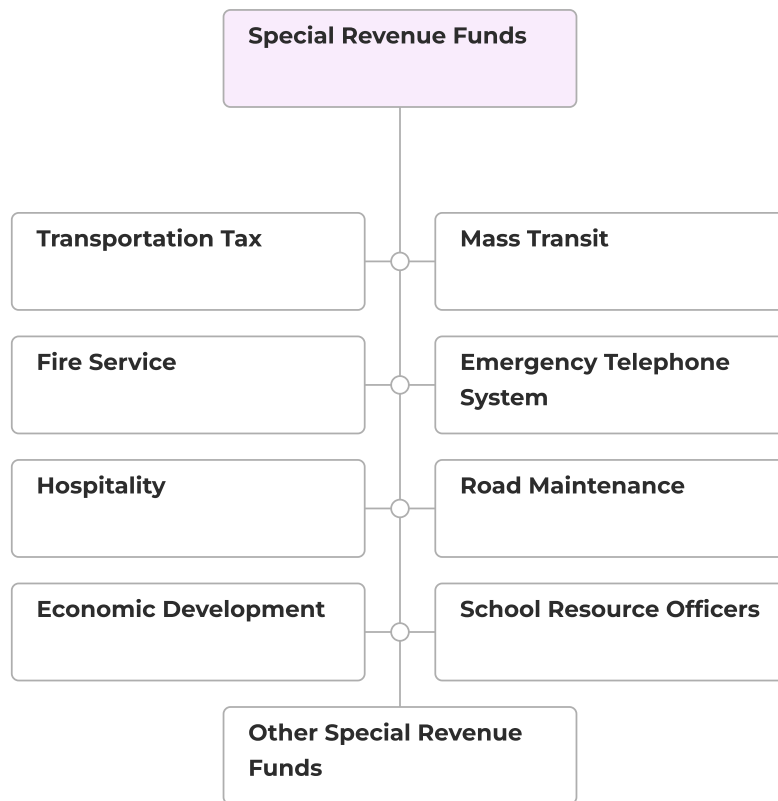 Special Revenue Funds
Transportation Tax
Mass Transit
Fire Service
Emergency Telephone
System
Hospitality
Road Maintenance
Economic Development
School Resource Officers
Other Special Revenue
Funds